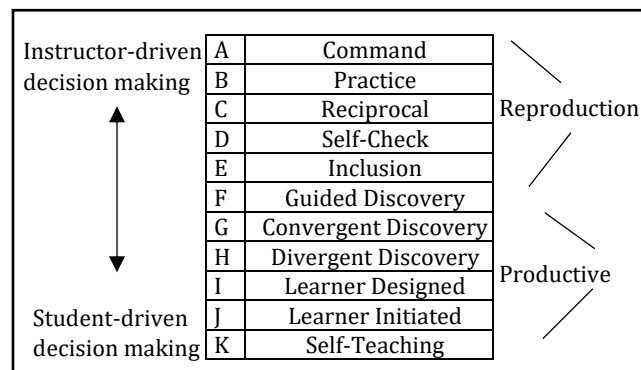 Instructor-driven
decision making
A Command
B Practice
C Reciprocal
D Self-Check
E Inclusion
F Guided Discovery
G Convergent Discovery
H Divergent Discovery
I Learner Designed
J Learner Initiated
K Self-Teaching
Student-driven
decision making
Reproduction
Productive